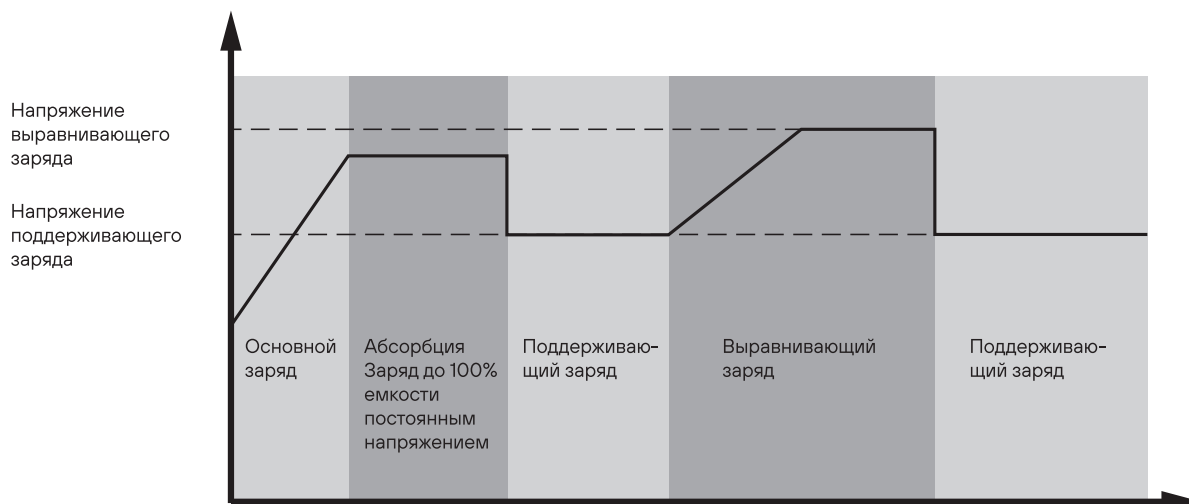 Напряжение
выравнивающего
заряда
Напряжение
поддерживающего
заряда
Основной
заряд
Абсорбция
Заряд до 100%
емкости
постоянным
напряжением
Поддерживаю-
щий заряд
Выравнивающий
заряд
Поддерживаю-
щий заряд